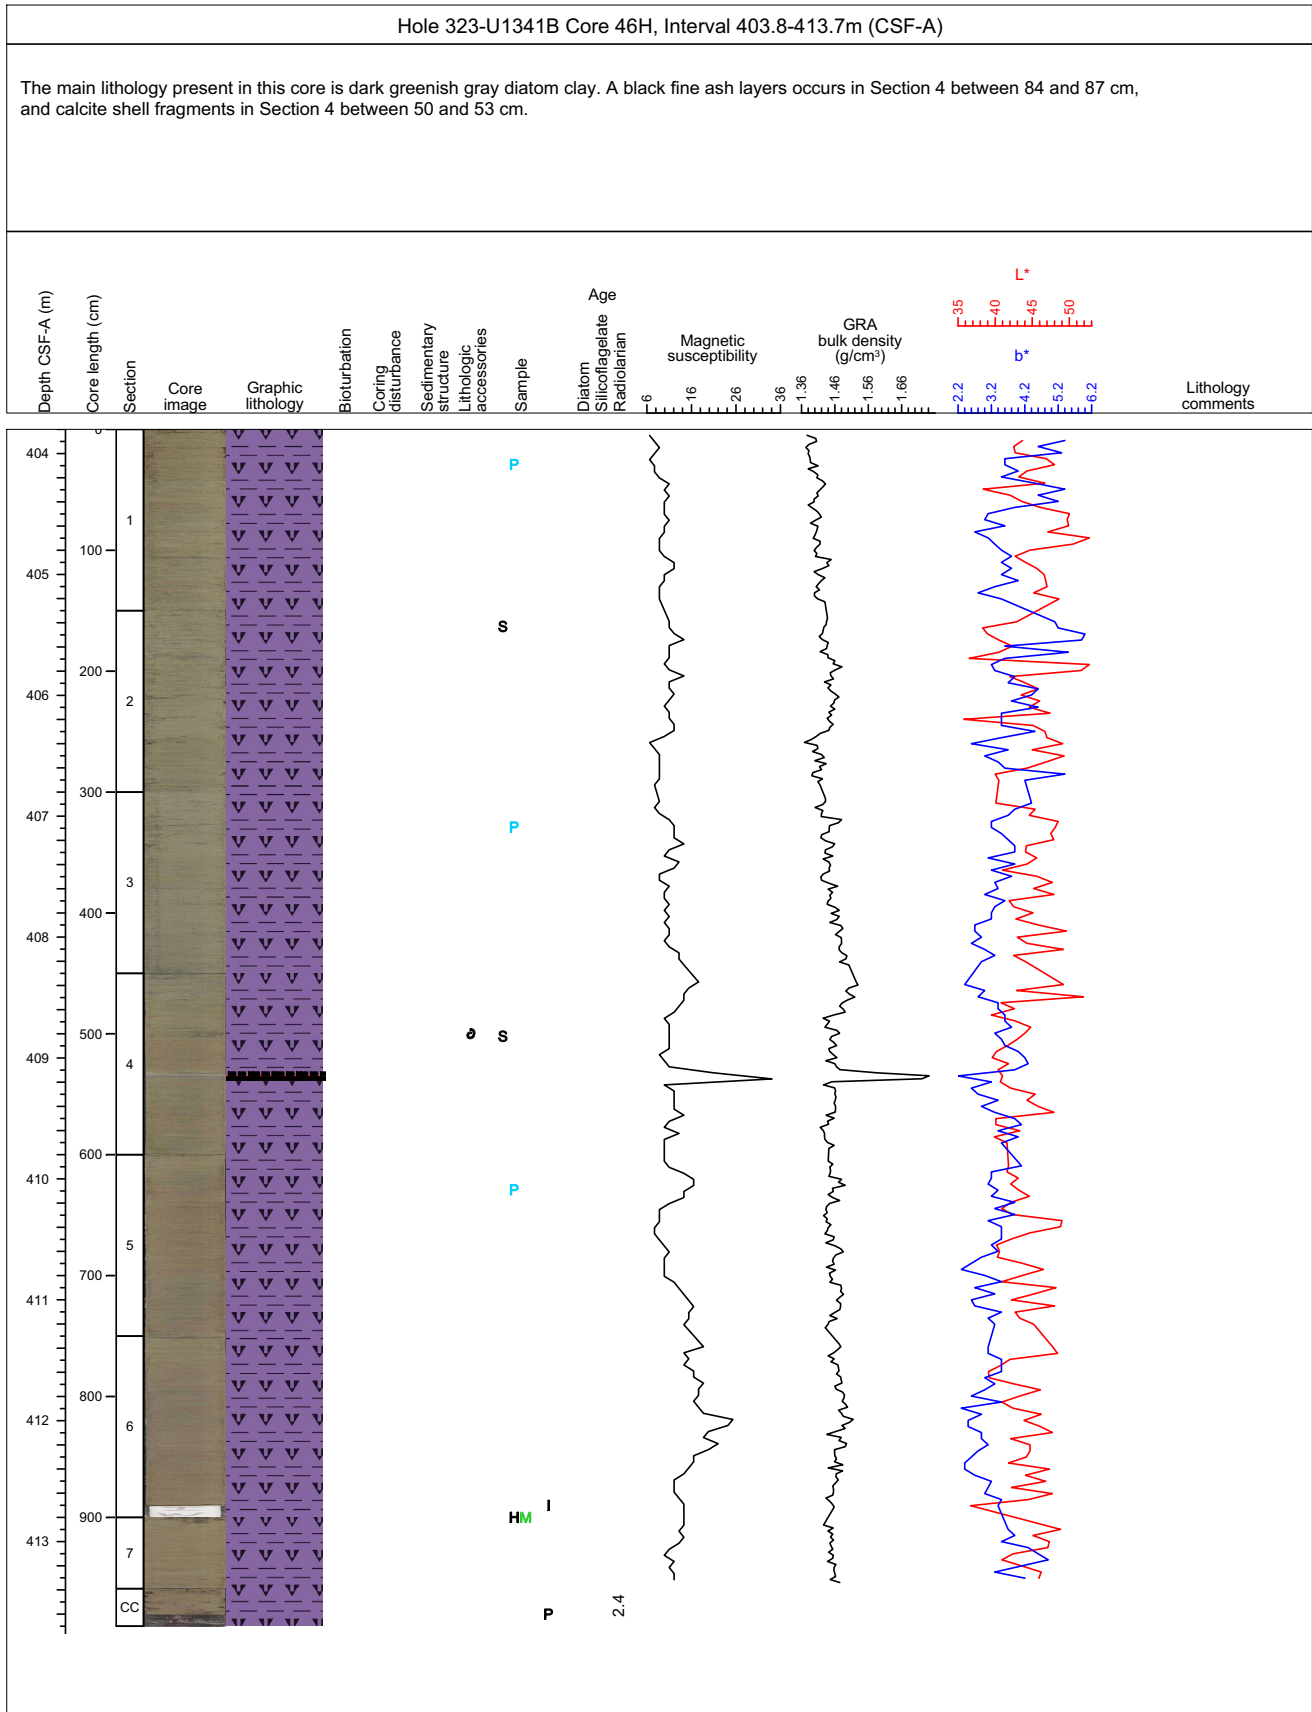 Hole 323-U1341B Core 46H, Interval 403.8-413.7m (CSF-A)
The main lithology present in this core is dark greenish gray diatom clay. A black fine ash layers occurs in Section 4 between 84 and 87 cm,
and calcite shell fragments in Section 4 between 50 and 53 cm.
Depth CSF-A (m)
Core length (cm)
Section
Core
image
Graphic
lithology
Bioturbation
Coring
disturbance
Sedimentary
structure
Lithologic
accessories
Sample
Age
Diatom
Silicoflagelate
Radiolarian
Magnetic
susceptibility
6 16 26 36
GRA
bulk density
(g/cm³)
1.36 1.46 1.56 1.66
L*
35 40 45 50
b*
2.2 3.2 4.2 5.2 6.2
Lithology
comments
0
404
P
1
100
405
S
200
406
2
300
407
P
3
400
408
500
S
409
4
600
410
P
5
700
411
800
412
6
I
900
HM
413
7
CC
P
2.4